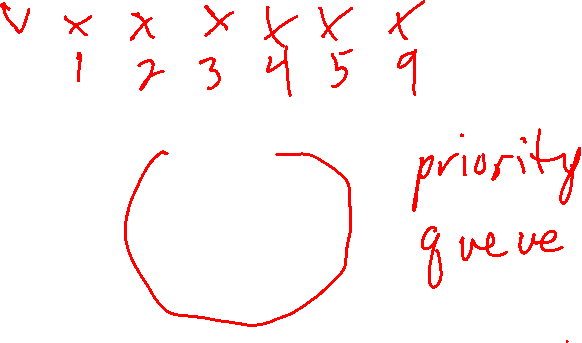 ✓ x x x x x x
1 2 3 4 5 9
priority
queue